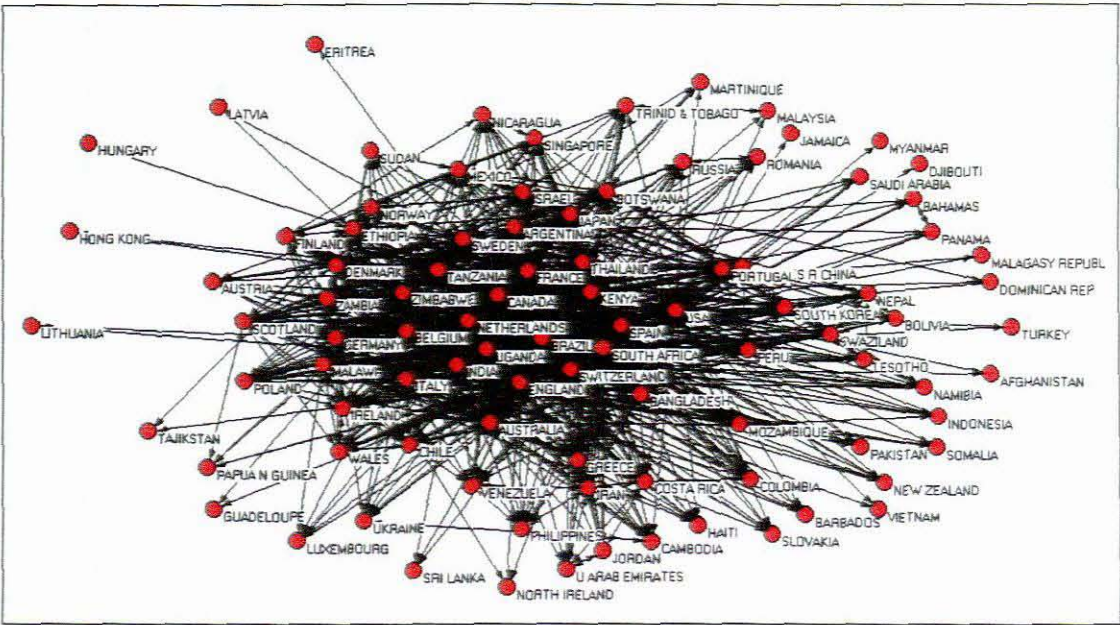 ERITREA
MARTINIQUE
LATVIA
TRINID & TOBAGO
MALAYSIA
NICARAGUA
HUNGARY
SINGAPORE
JAMAICA
MYANMAR
SUDAN
MEXICO
RUSSIA
ROMANIA
DJIBOUTI
SAUDI ARABIA
ISRAEL
BOTSWANA
BAHAMAS
NORWAY
JAPAN
HONG KONG
FINLAND
ETHIOPIA
SWEDEN
ARGENTINA
PANAMA
DENMARK
TANZANIA
FRANCE
THAILAND
PORTUGAL
S R CHINA
MALAGASY REPUBL
AUSTRIA
ZAMBIA
ZIMBABWE
CANADA
KENYA
NEPAL
DOMINICAN REP
SCOTLAND
NETHERLANDS
USA
SOUTH KOREA
BOLIVIA
LITHUANIA
GERMANY
BELGIUM
BRAZIL
SPAIN
SWAZILAND
TURKEY
UGANDA
SOUTH AFRICA
PERU
LESOTHO
MALAWI
ITALY
INDIA
SWITZERLAND
AFGHANISTAN
POLAND
ENGLAND
BANGLADESH
NAMIBIA
IRELAND
AUSTRALIA
MOZAMBIQUE
INDONESIA
TAJIKSTAN
WALES
CHILE
GREECE
PAKISTAN
SOMALIA
PAPUA N GUINEA
VENEZUELA
IRAN
COSTA RICA
COLOMBIA
NEW ZEALAND
GUADELOUPE
UKRAINE
PHILIPPINES
HAITI
BARBADOS
VIETNAM
LUXEMBOURG
JORDAN
CAMBODIA
SLOVAKIA
SRI LANKA
U ARAB EMIRATES
NORTH IRELAND